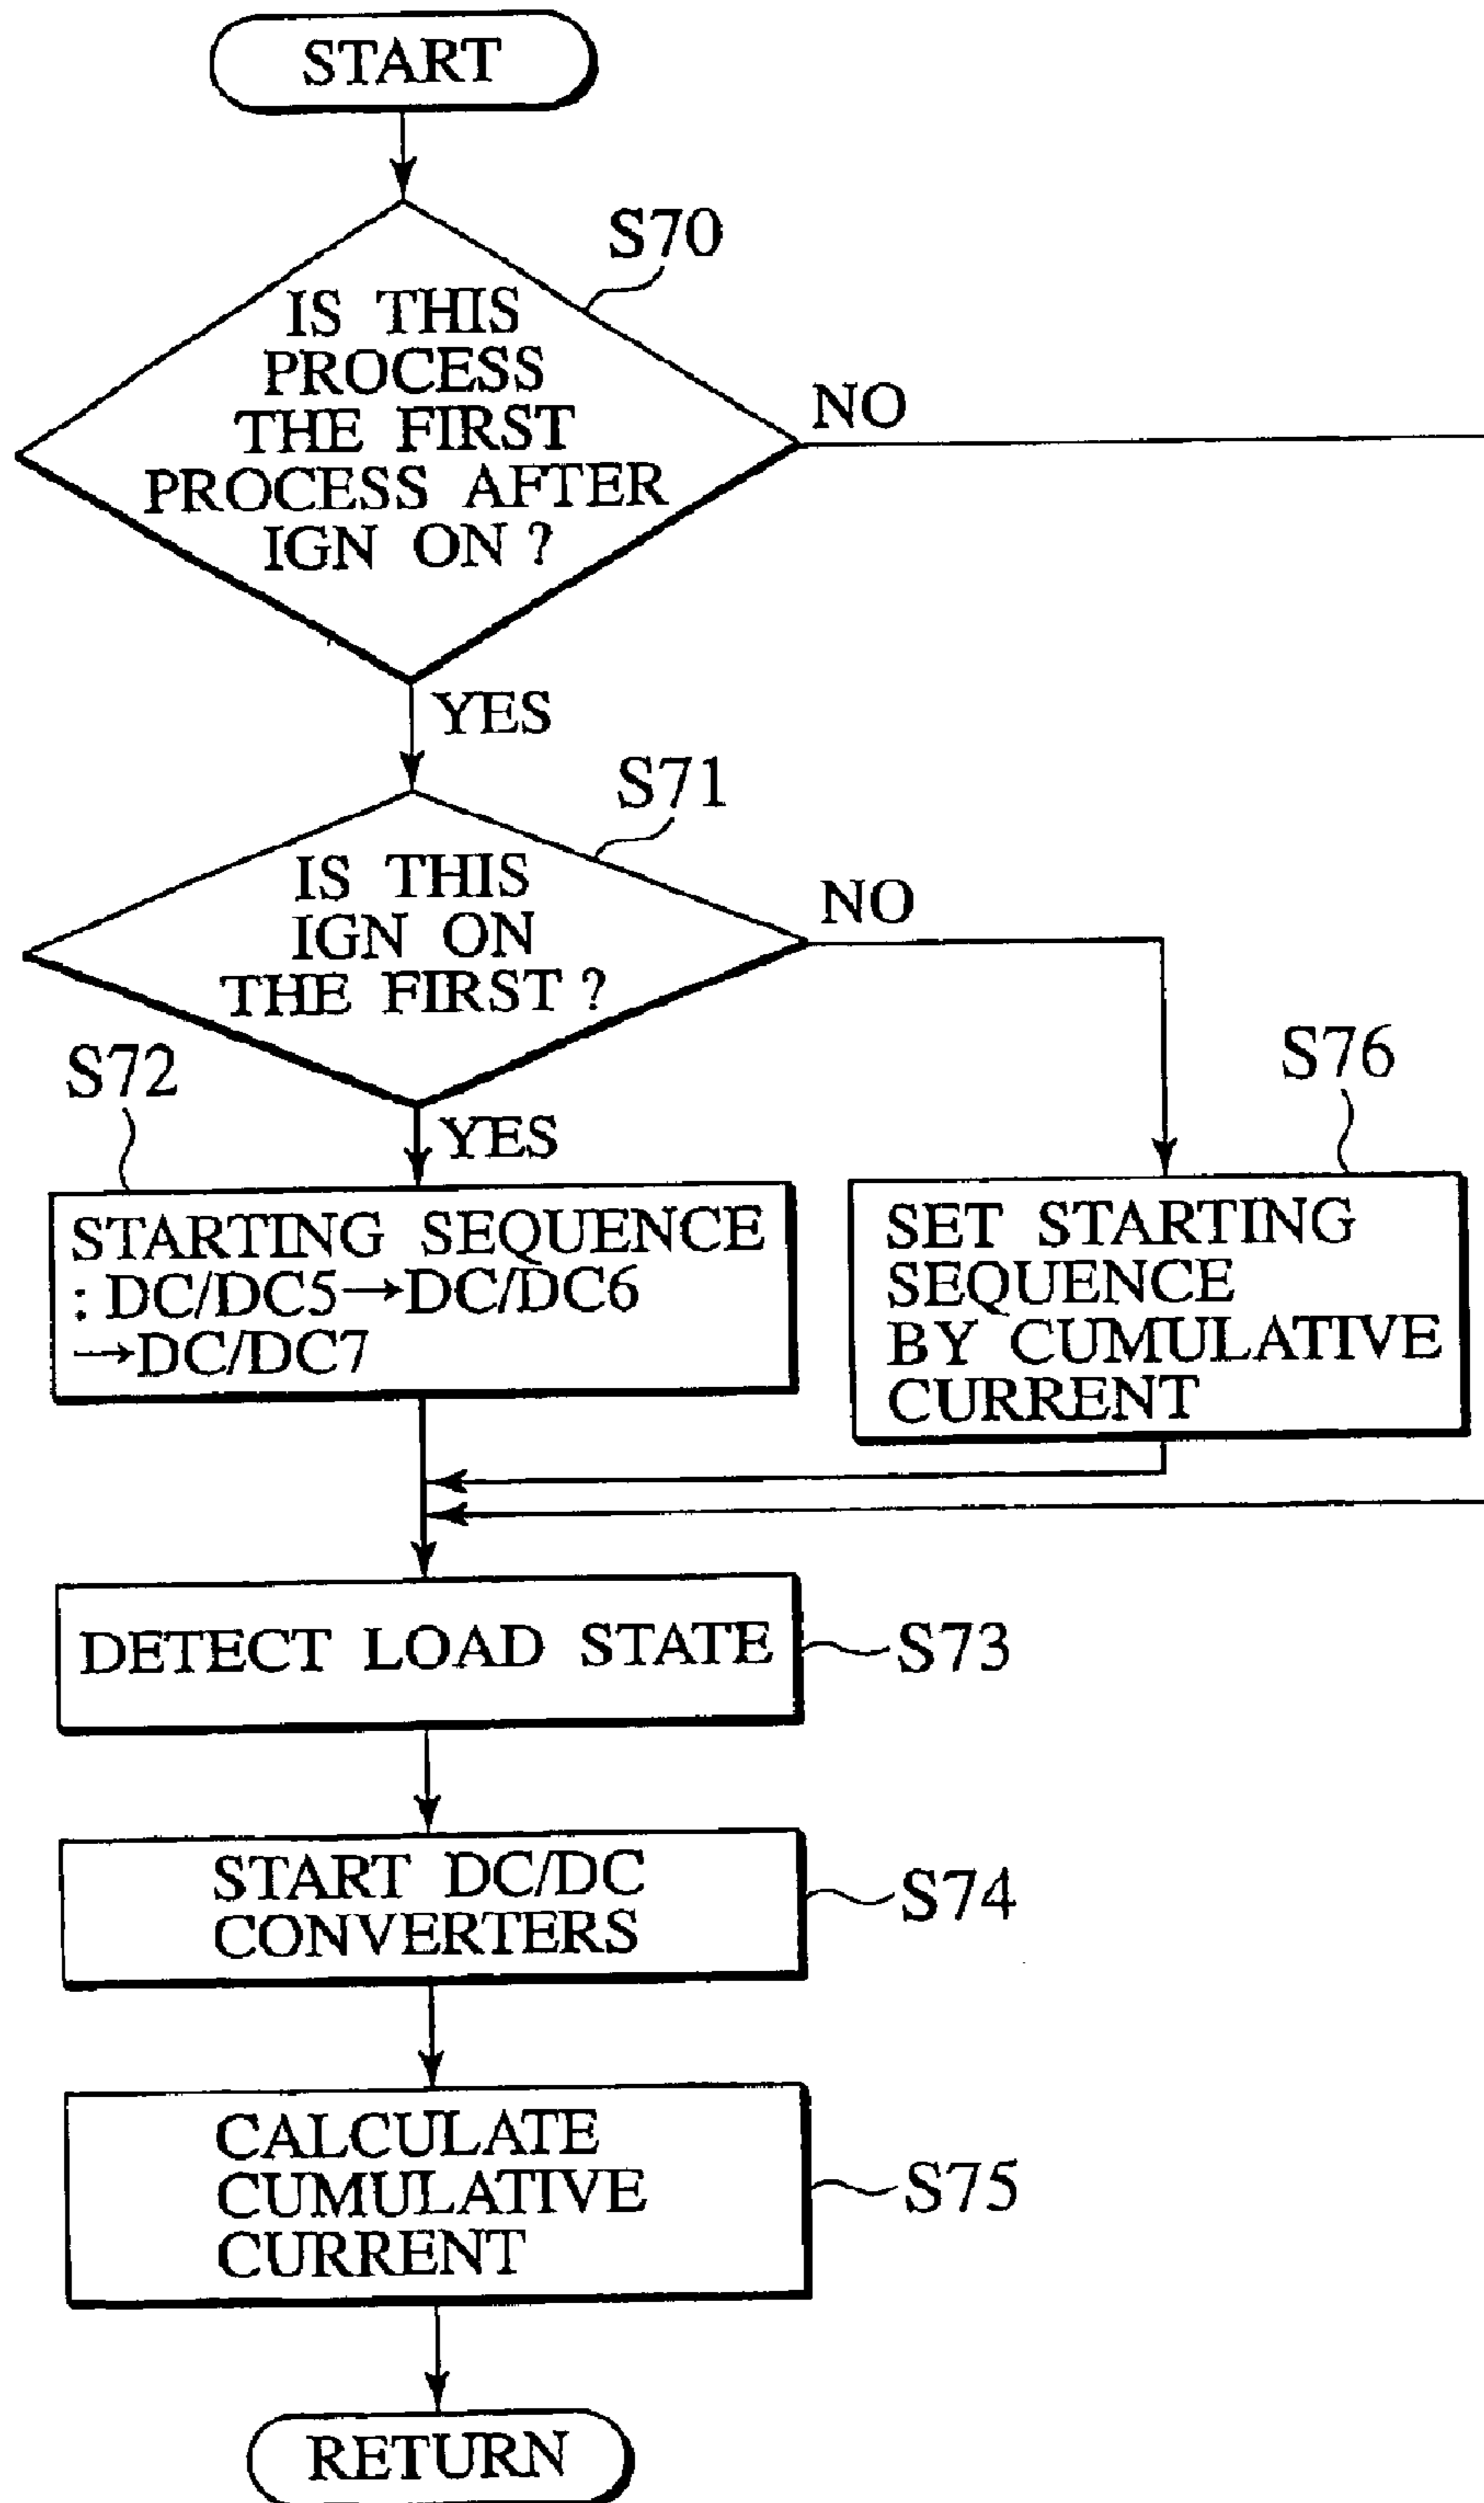 START
S70
IS THIS
PROCESS
THE FIRST
PROCESS AFTER
IGN ON ?
NO
YES
S71
IS THIS
IGN ON
THE FIRST ?
NO
S72
YES
S76
STARTING SEQUENCE
: DC/DC5→DC/DC6
→DC/DC7
SET STARTING
SEQUENCE
BY CUMULATIVE
CURRENT
DETECT LOAD STATE
S73
START DC/DC
CONVERTERS
S74
CALCULATE
CUMULATIVE
CURRENT
S75
RETURN